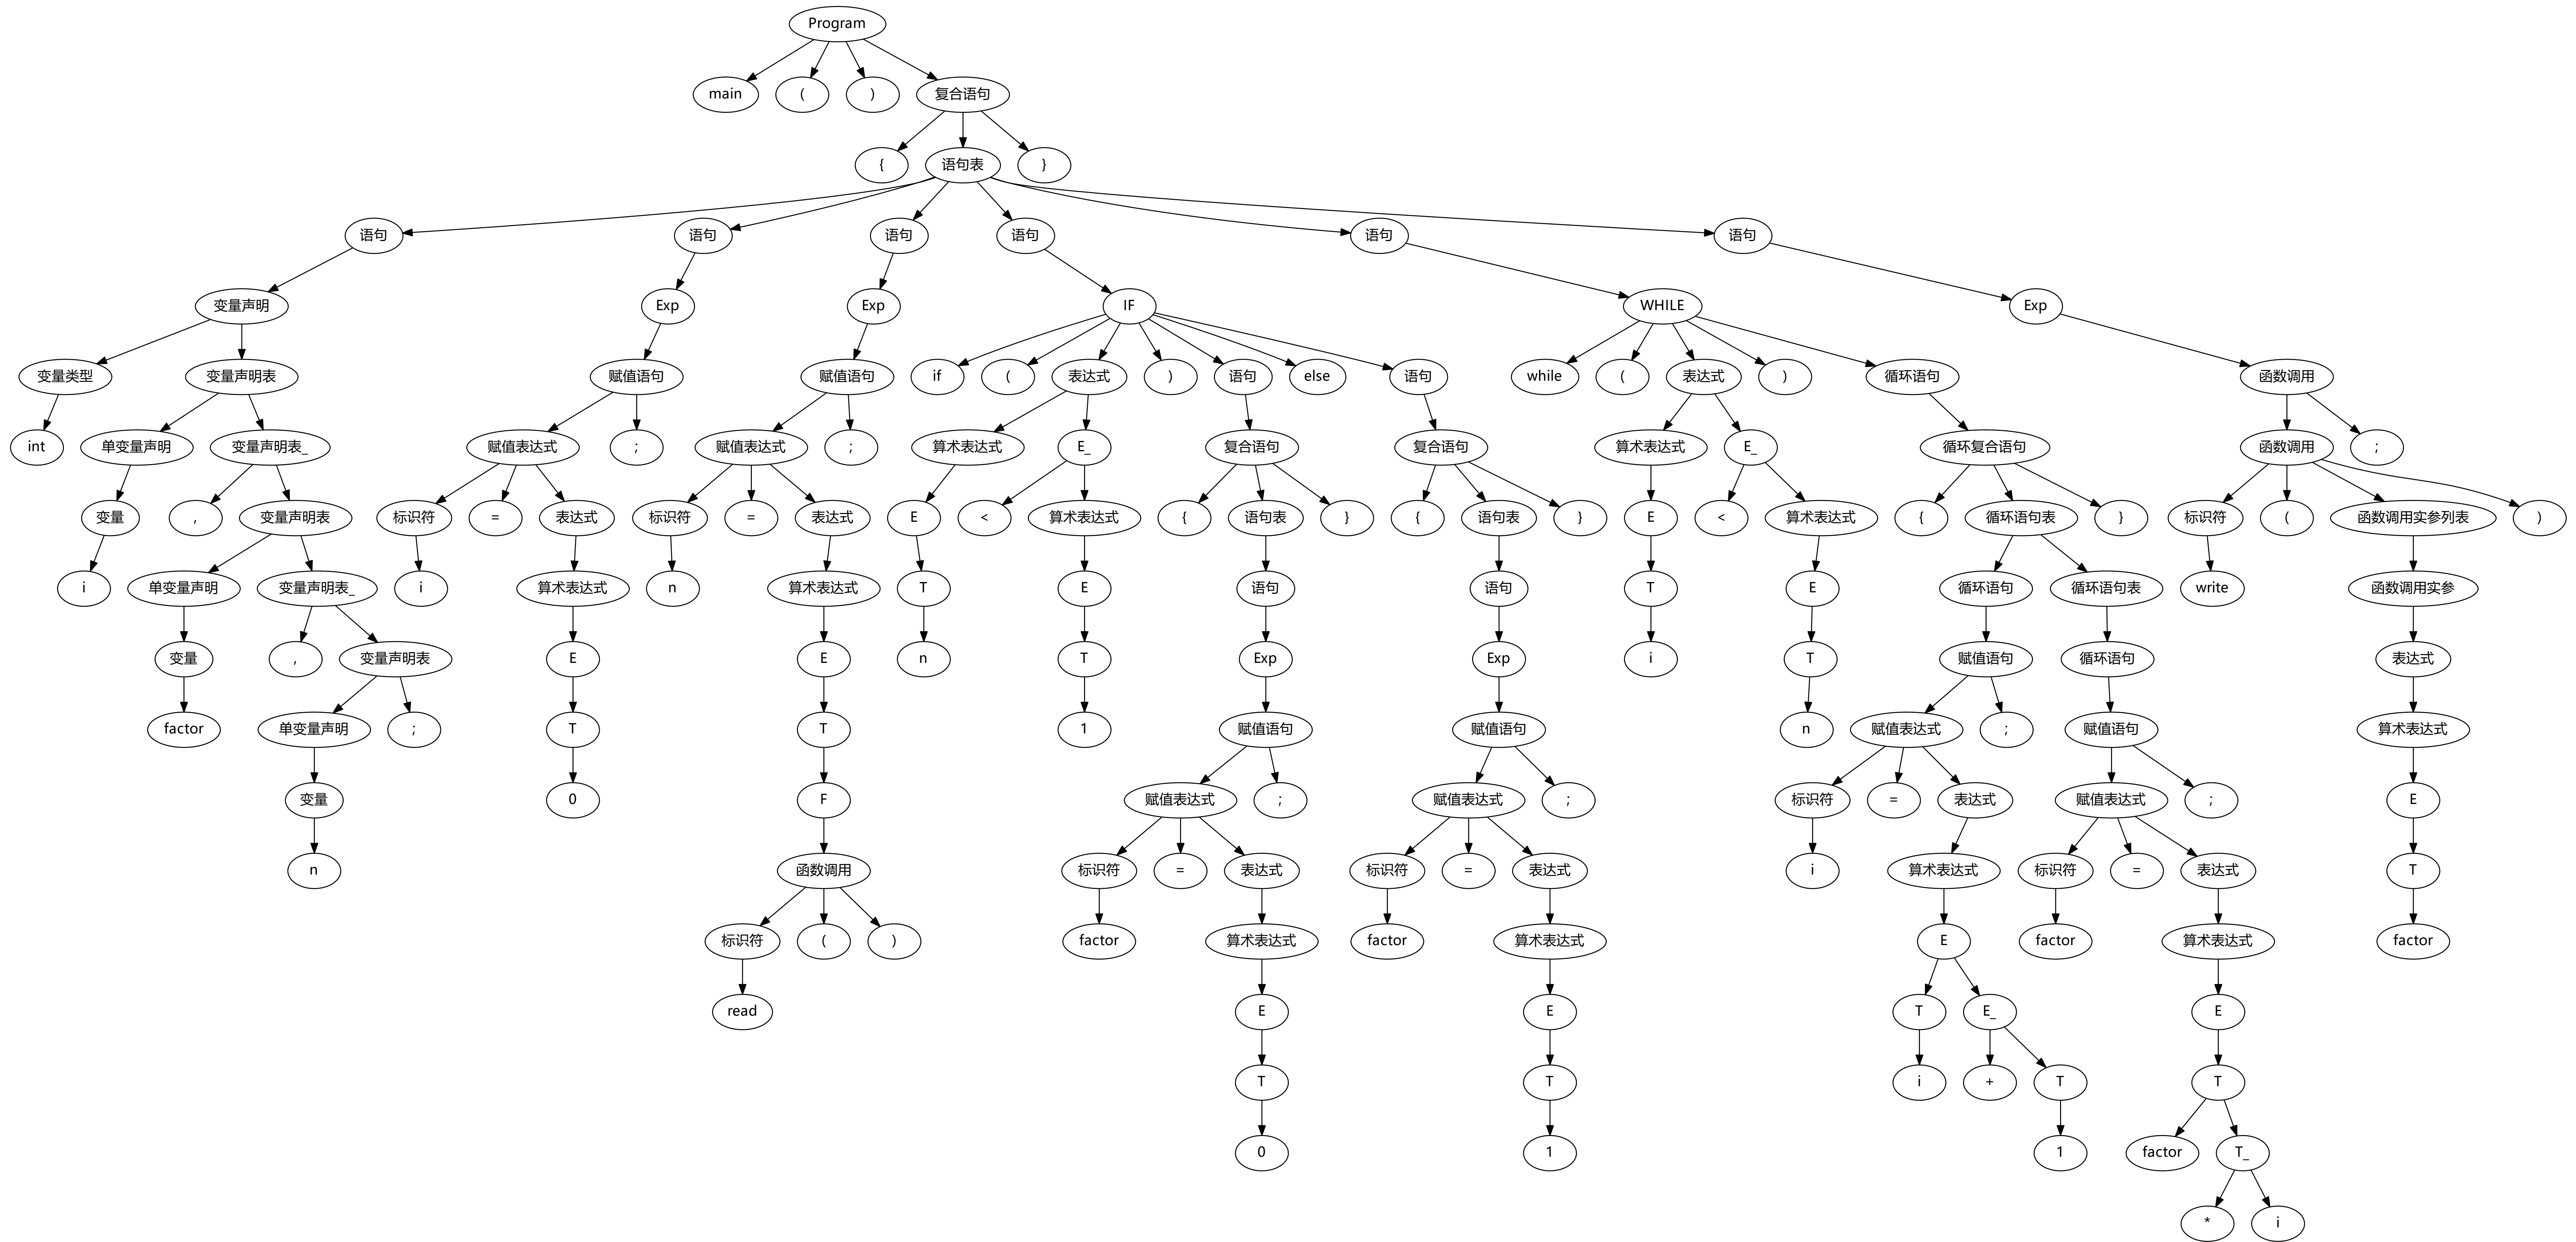 Program
main ( ) 复合语句
{ 语句表 }
语句 语句 语句 语句 语句 语句
变量声明 Exp Exp IF WHILE Exp
变量类型 变量声明表 赋值语句 赋值语句 if ( 表达式 ) 语句 else 语句 while ( 表达式 ) 循环语句 函数调用
int 单变量声明 变量声明表_ 赋值表达式 ; 赋值表达式 ; 算术表达式 E_ 复合语句 复合语句 算术表达式 E_ 循环复合语句 函数调用 ;
变量 , 变量声明表 标识符 = 表达式 标识符 = 表达式 E < 算术表达式 { 语句表 } { 语句表 } E < 算术表达式 { 循环语句表 } 标识符 ( 函数调用实参列表 )
i 单变量声明 变量声明表_ i 算术表达式 n 算术表达式 T E 语句 语句 T E 循环语句 循环语句表 write 函数调用实参
变量 , 变量声明表 E E n T Exp Exp i T 赋值语句 循环语句 表达式
factor 单变量声明 ; T T 1 赋值语句 赋值语句 n 赋值表达式 ; 赋值语句 算术表达式
变量 0 F 赋值表达式 ; 赋值表达式 ; 标识符 = 表达式 赋值表达式 ; E
n 函数调用 标识符 = 表达式 标识符 = 表达式 i 算术表达式 标识符 = 表达式 T
标识符 ( ) factor 算术表达式 factor 算术表达式 E factor 算术表达式 factor
read E E T E_ E
T T i + T T
0 1 1 factor T_
* i